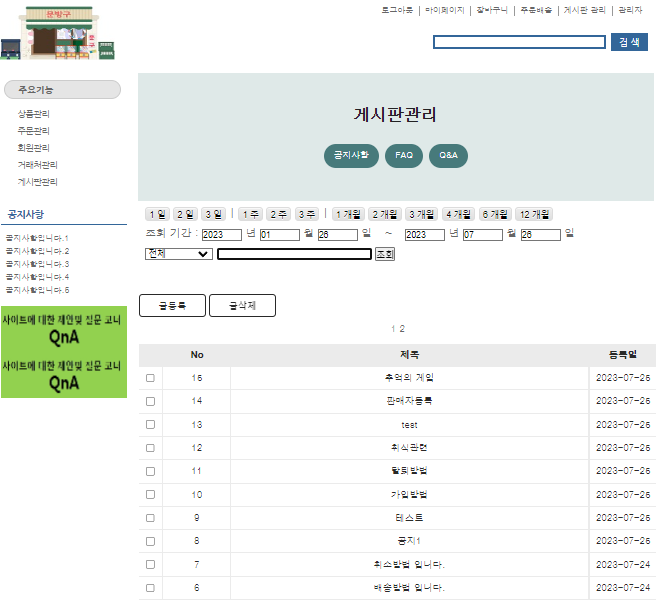 로그아웃 | 마이페이지 | 장바구니 | 주문배송 | 게시판 관리 | 관리자
문방구
문구
검색
주요기능
상품관리
주문관리
회원관리
거래처관리
게시판관리
공지사항
공지사항입니다.1
공지사항입니다.2
공지사항입니다.3
공지사항입니다.4
공지사항입니다.5
사이트에 대한 제안및 질문 고니
QnA
사이트에 대한 제안및 질문 고니
QnA
게시판관리
공지사항 FAQ Q&A
1 일 2 일 3 일 | 1 주 2 주 3 주 | 1 개월 2 개월 3 개월 4 개월 6 개월 12 개월
조회 기간 : 2023 년 01 월 26 일 ~ 2023 년 07 월 26 일
전체 조회
글등록 글삭제
1 2
No 제목 등록일
16 추억의 게임 2023-07-26
14 판매자등록 2023-07-26
13 test 2023-07-26
12 취식관련 2023-07-26
11 탈퇴방법 2023-07-26
10 가입방법 2023-07-26
9 테스트 2023-07-26
8 공지1 2023-07-26
7 취소방법 입니다. 2023-07-24
6 배송방법 입니다. 2023-07-24